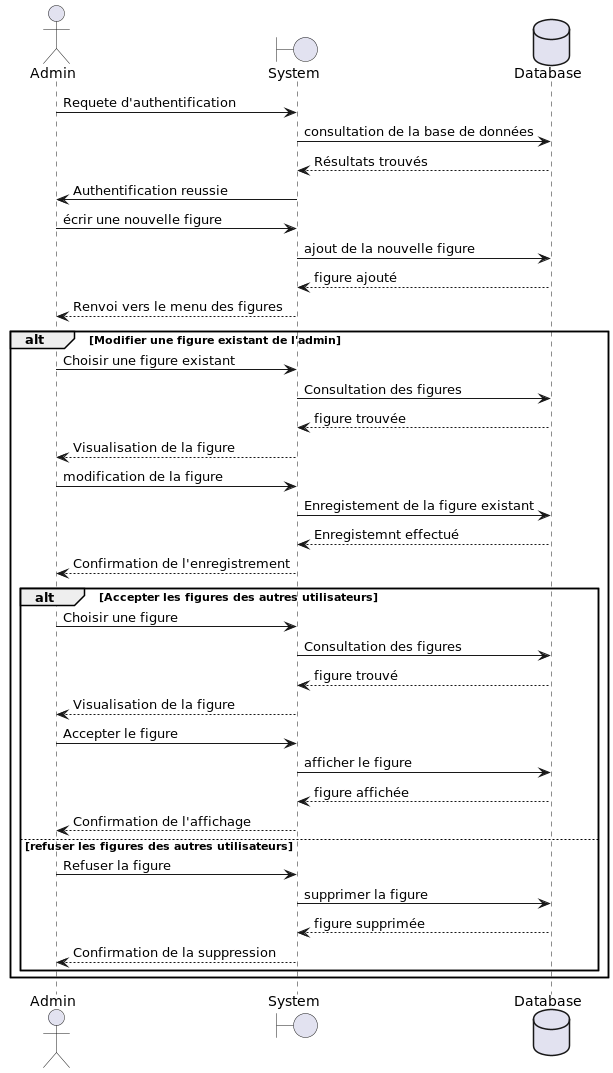 Admin
System
Database
Requete d'authentification
consultation de la base de données
Résultats trouvés
Authentification reussie
écrir une nouvelle figure
ajout de la nouvelle figure
figure ajouté
Renvoi vers le menu des figures
alt [Modifier une figure existant de l'admin]
Choisir une figure existant
Consultation des figures
figure trouvée
Visualisation de la figure
modification de la figure
Enregistement de la figure existant
Enregistemnt effectué
Confirmation de l'enregistrement
alt [Accepter les figures des autres utilisateurs]
Choisir une figure
Consultation des figures
figure trouvé
Visualisation de la figure
Accepter le figure
afficher le figure
figure affichée
Confirmation de l'affichage
[refuser les figures des autres utilisateurs]
Refuser la figure
supprimer la figure
figure supprimée
Confirmation de la suppression
Admin
System
Database